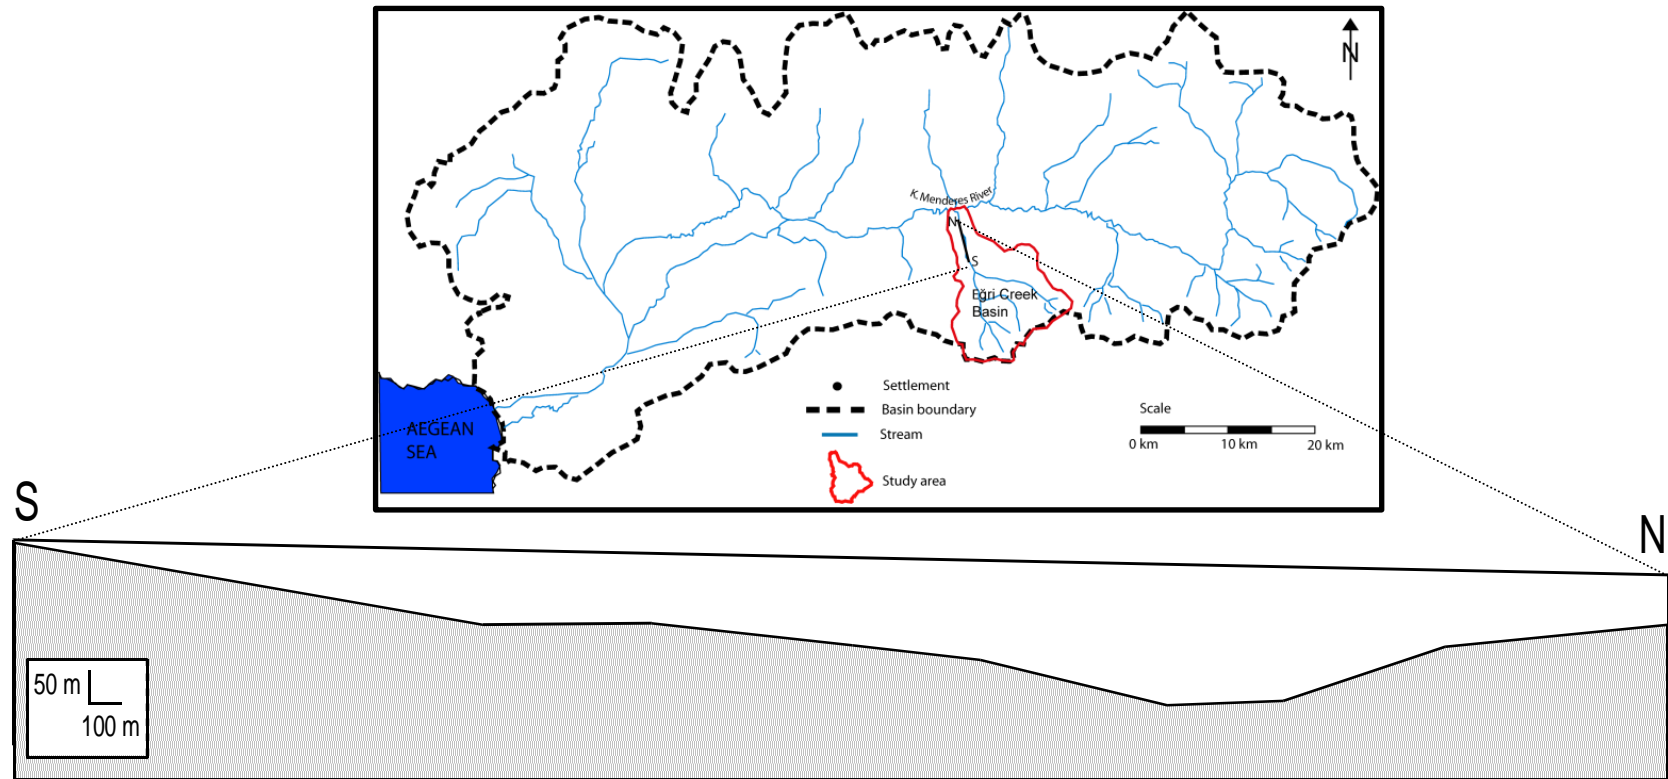 N
K. Menderes River
N
S
Eğri Creek
Basin
Settlement
Basin boundary
Stream
Study area
Scale
0 km
10 km
20 km
AEGEAN
SEA
S
N
50 m
100 m